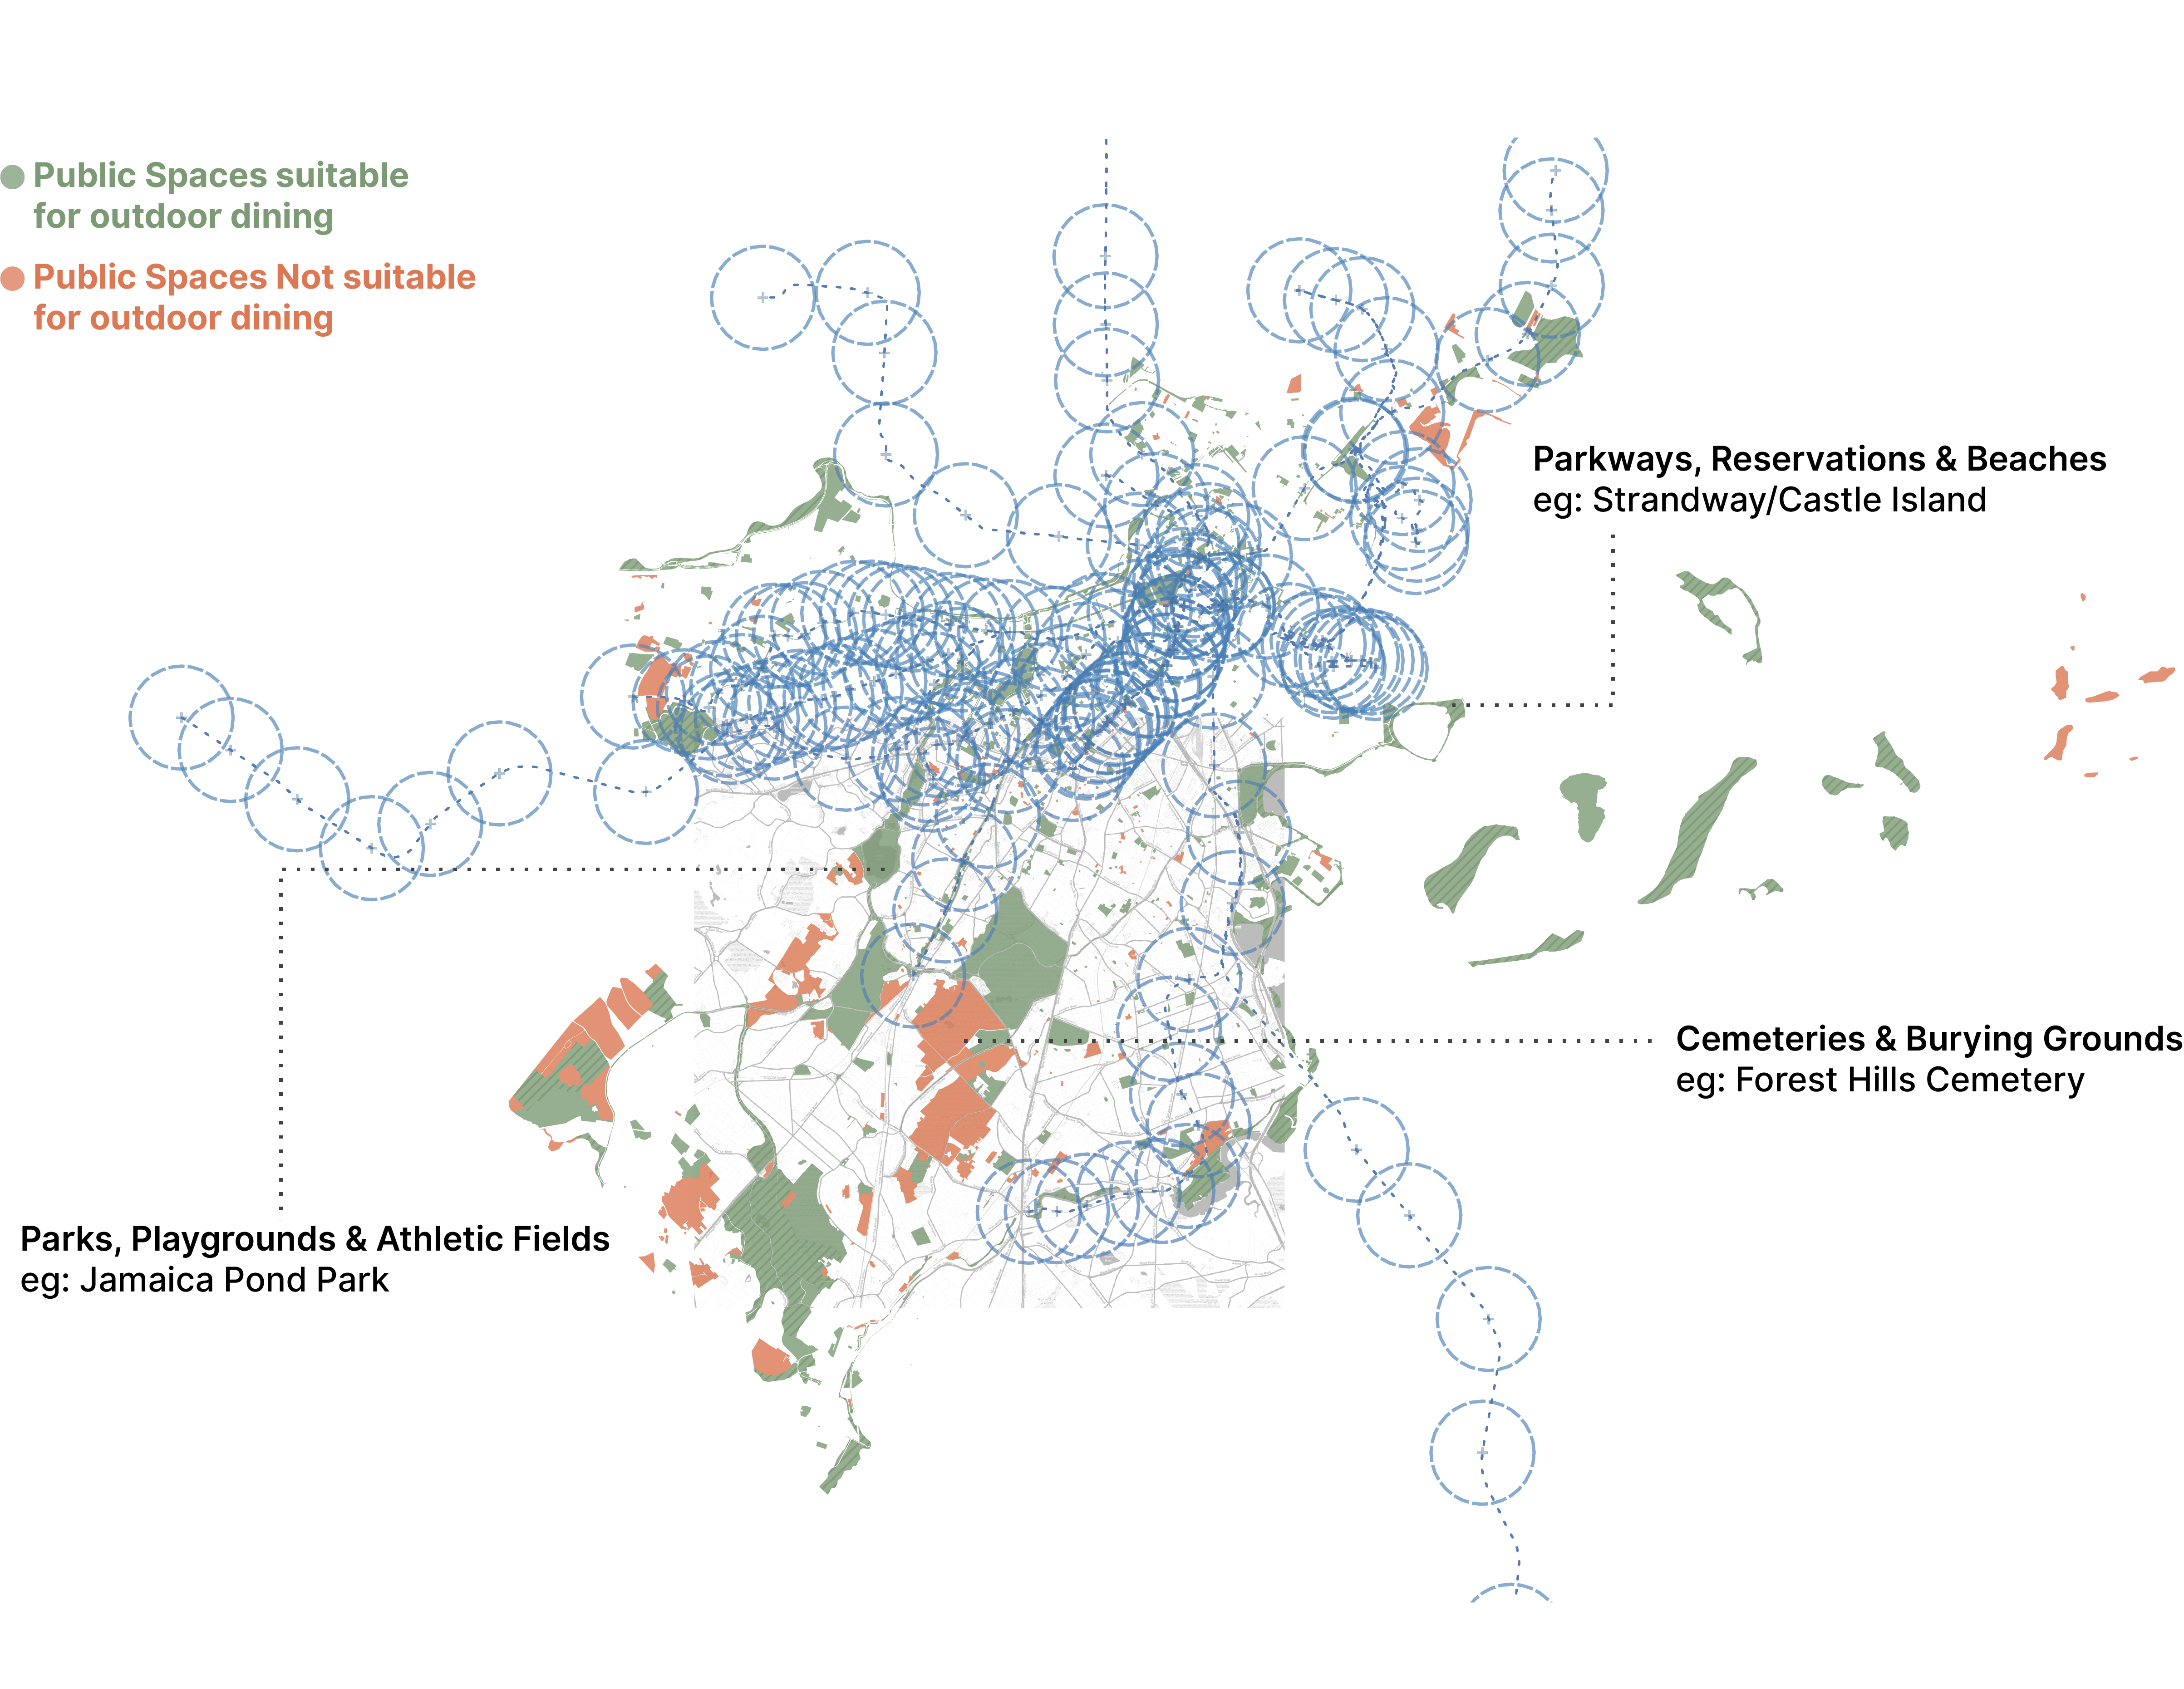 Public Spaces suitable
for outdoor dining
Public Spaces Not suitable
for outdoor dining
Parkways, Reservations & Beaches
eg: Strandway/Castle Island
Cemeteries & Burying Grounds
eg: Forest Hills Cemetery
Parks, Playgrounds & Athletic Fields
eg: Jamaica Pond Park